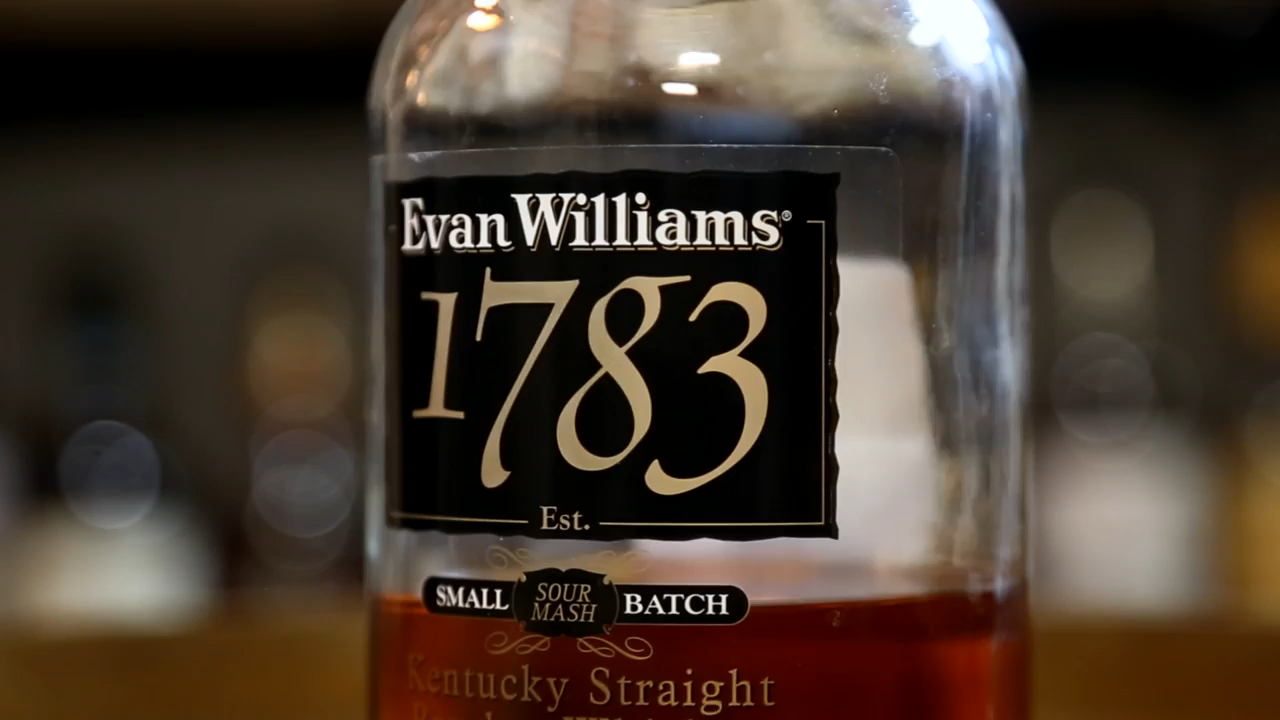 Evan Williams®
1783
Est.
SMALL SOUR MASH BATCH
Kentucky Straight